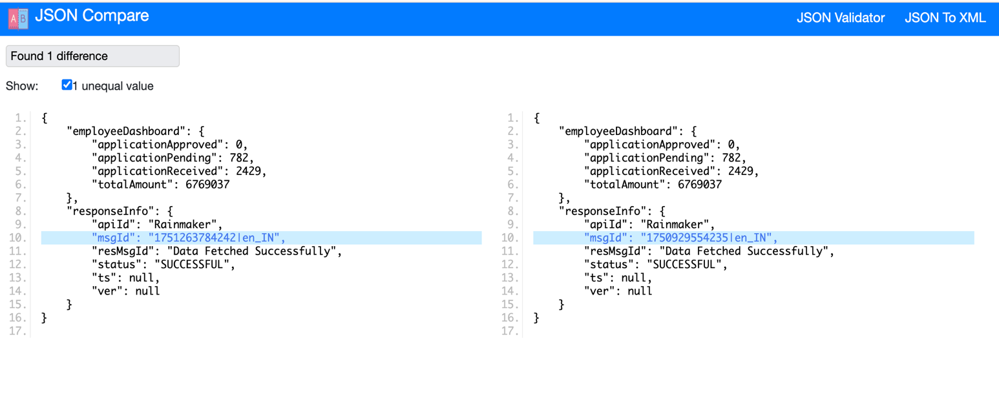 A B JSON Compare
JSON Validator JSON To XML
Found 1 difference
Show: 1 unequal value
1. {
2.     "employeeDashboard": {
3.         "applicationApproved": 0,
4.         "applicationPending": 782,
5.         "applicationReceived": 2429,
6.         "totalAmount": 6769037
7.     },
8.     "responseInfo": {
9.         "apiId": "Rainmaker",
10.         "msgId": "1751263784242|en_IN",
11.         "resMsgId": "Data Fetched Successfully",
12.         "status": "SUCCESSFUL",
13.         "ts": null,
14.         "ver": null
15.     }
16. }
17.
1. {
2.     "employeeDashboard": {
3.         "applicationApproved": 0,
4.         "applicationPending": 782,
5.         "applicationReceived": 2429,
6.         "totalAmount": 6769037
7.     },
8.     "responseInfo": {
9.         "apiId": "Rainmaker",
10.         "msgId": "1750929554235|en_IN",
11.         "resMsgId": "Data Fetched Successfully",
12.         "status": "SUCCESSFUL",
13.         "ts": null,
14.         "ver": null
15.     }
16. }
17.